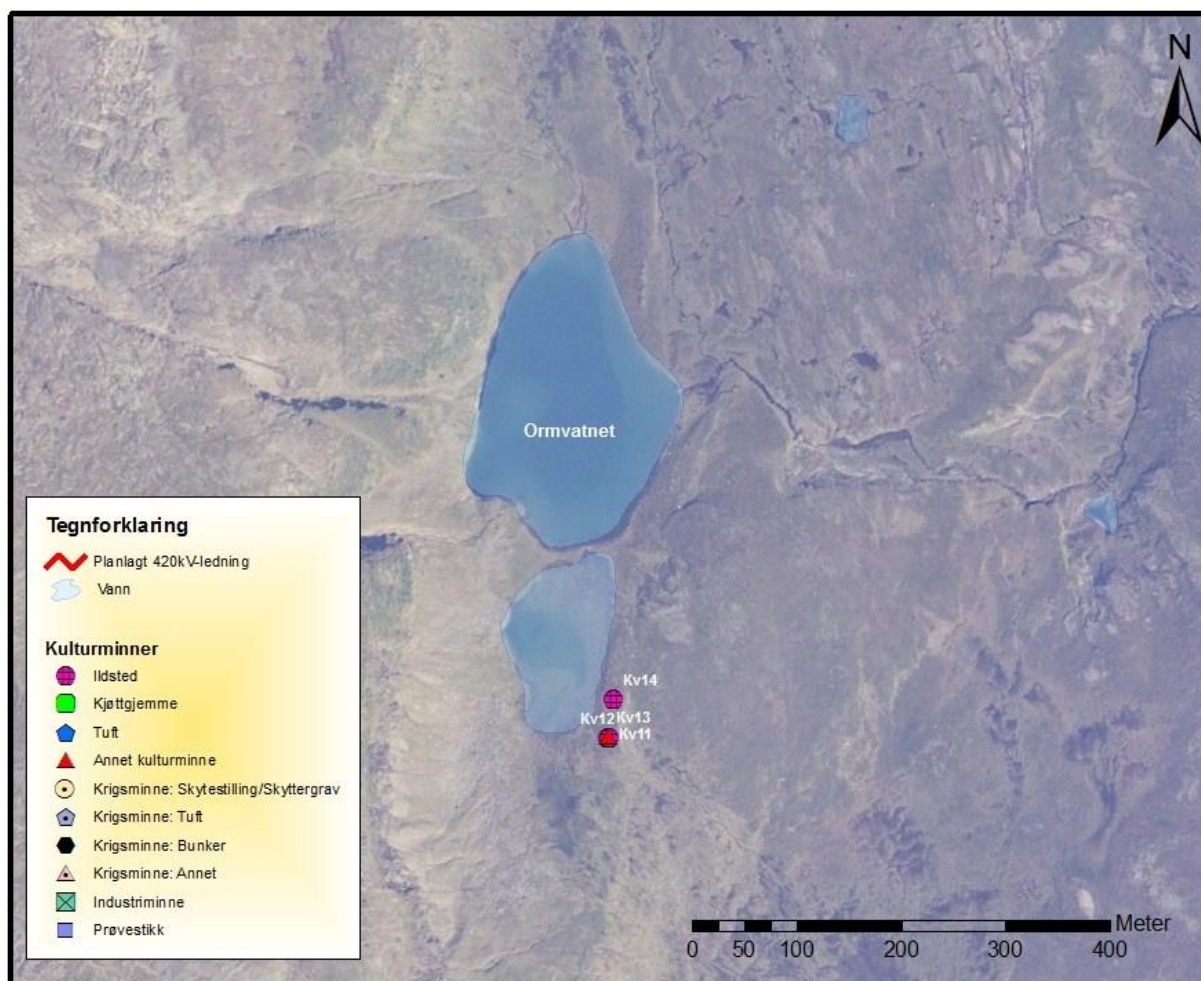 N
Ormvatnet
Tegnforklaring
Planlagt 420kV-ledning
Vann
Kulturminner
Ildsted
Kjøttgjemme
Tuft
Annet kulturminne
Krigsminne: Skytestilling/Skyttergrav
Krigsminne: Tuft
Krigsminne: Bunker
Krigsminne: Annet
Industriminne
Prøvestikk
Kv14
Kv12 Kv13
Kv11
Meter
0 50 100 200 300 400